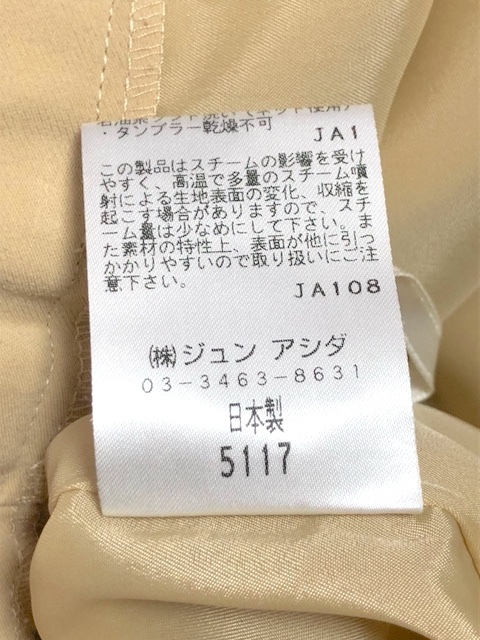 ・タンブラー乾燥不可
JA1
この製品はスチームの影響を受け
やすく、高温で多量のスチーム噴
射による生地表面の変化、収縮を
起こす場合がありますので、スチ
ーム量は少なめにして下さい。ま
た素材の特性上、表面が他に引っ
かかりやすいので取り扱いにご注
意下さい。
JA108
㈱ジュン アシダ
03-3463-8631
日本製
5117